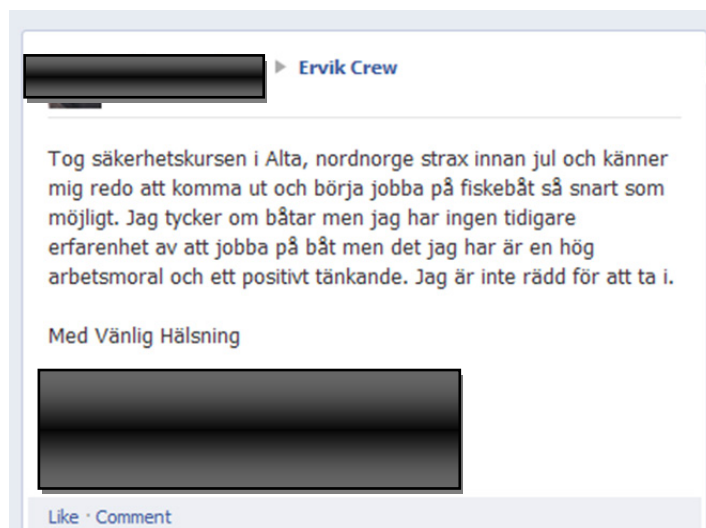 Ervik Crew
Tog säkerhetskursen i Alta, nordnorge strax innan jul och känner
mig redo att komma ut och börja jobba på fiskebåt så snart som
möjligt. Jag tycker om båtar men jag har ingen tidigare
erfarenhet av att jobba på båt men det jag har är en hög
arbetsmoral och ett positivt tänkande. Jag är inte rädd för att ta i.
Med Vänlig Hälsning
Like · Comment